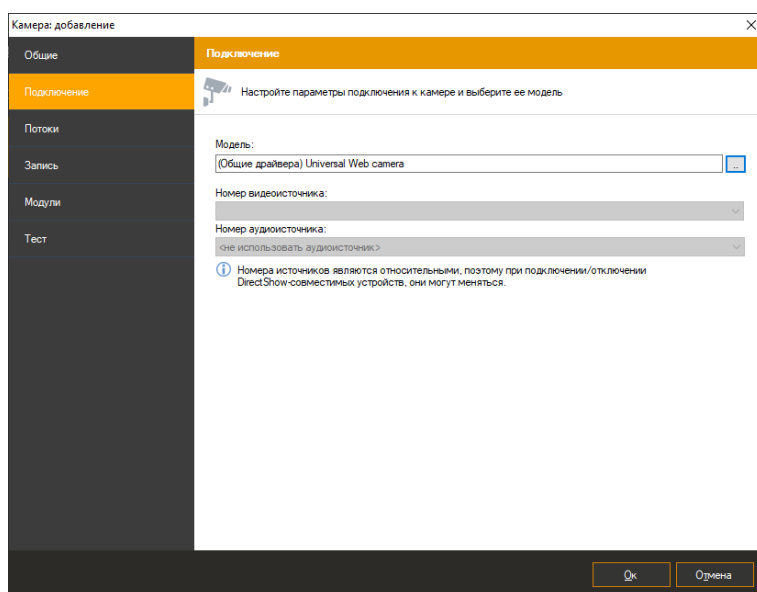 Камера: добавление
Общие
Подключение
Потоки
Запись
Модули
Тест
Подключение
Настройте параметры подключения к камере и выберите ее модель
Модель:
(Общие драйвера) Universal Web camera
..
Номер видеоисточника:
Номер аудиоисточника:
<не использовать аудиоисточник>
Номера источников являются относительными, поэтому при подключении/отключении
DirectShow-совместимых устройств, они могут меняться.
Ок
Отмена